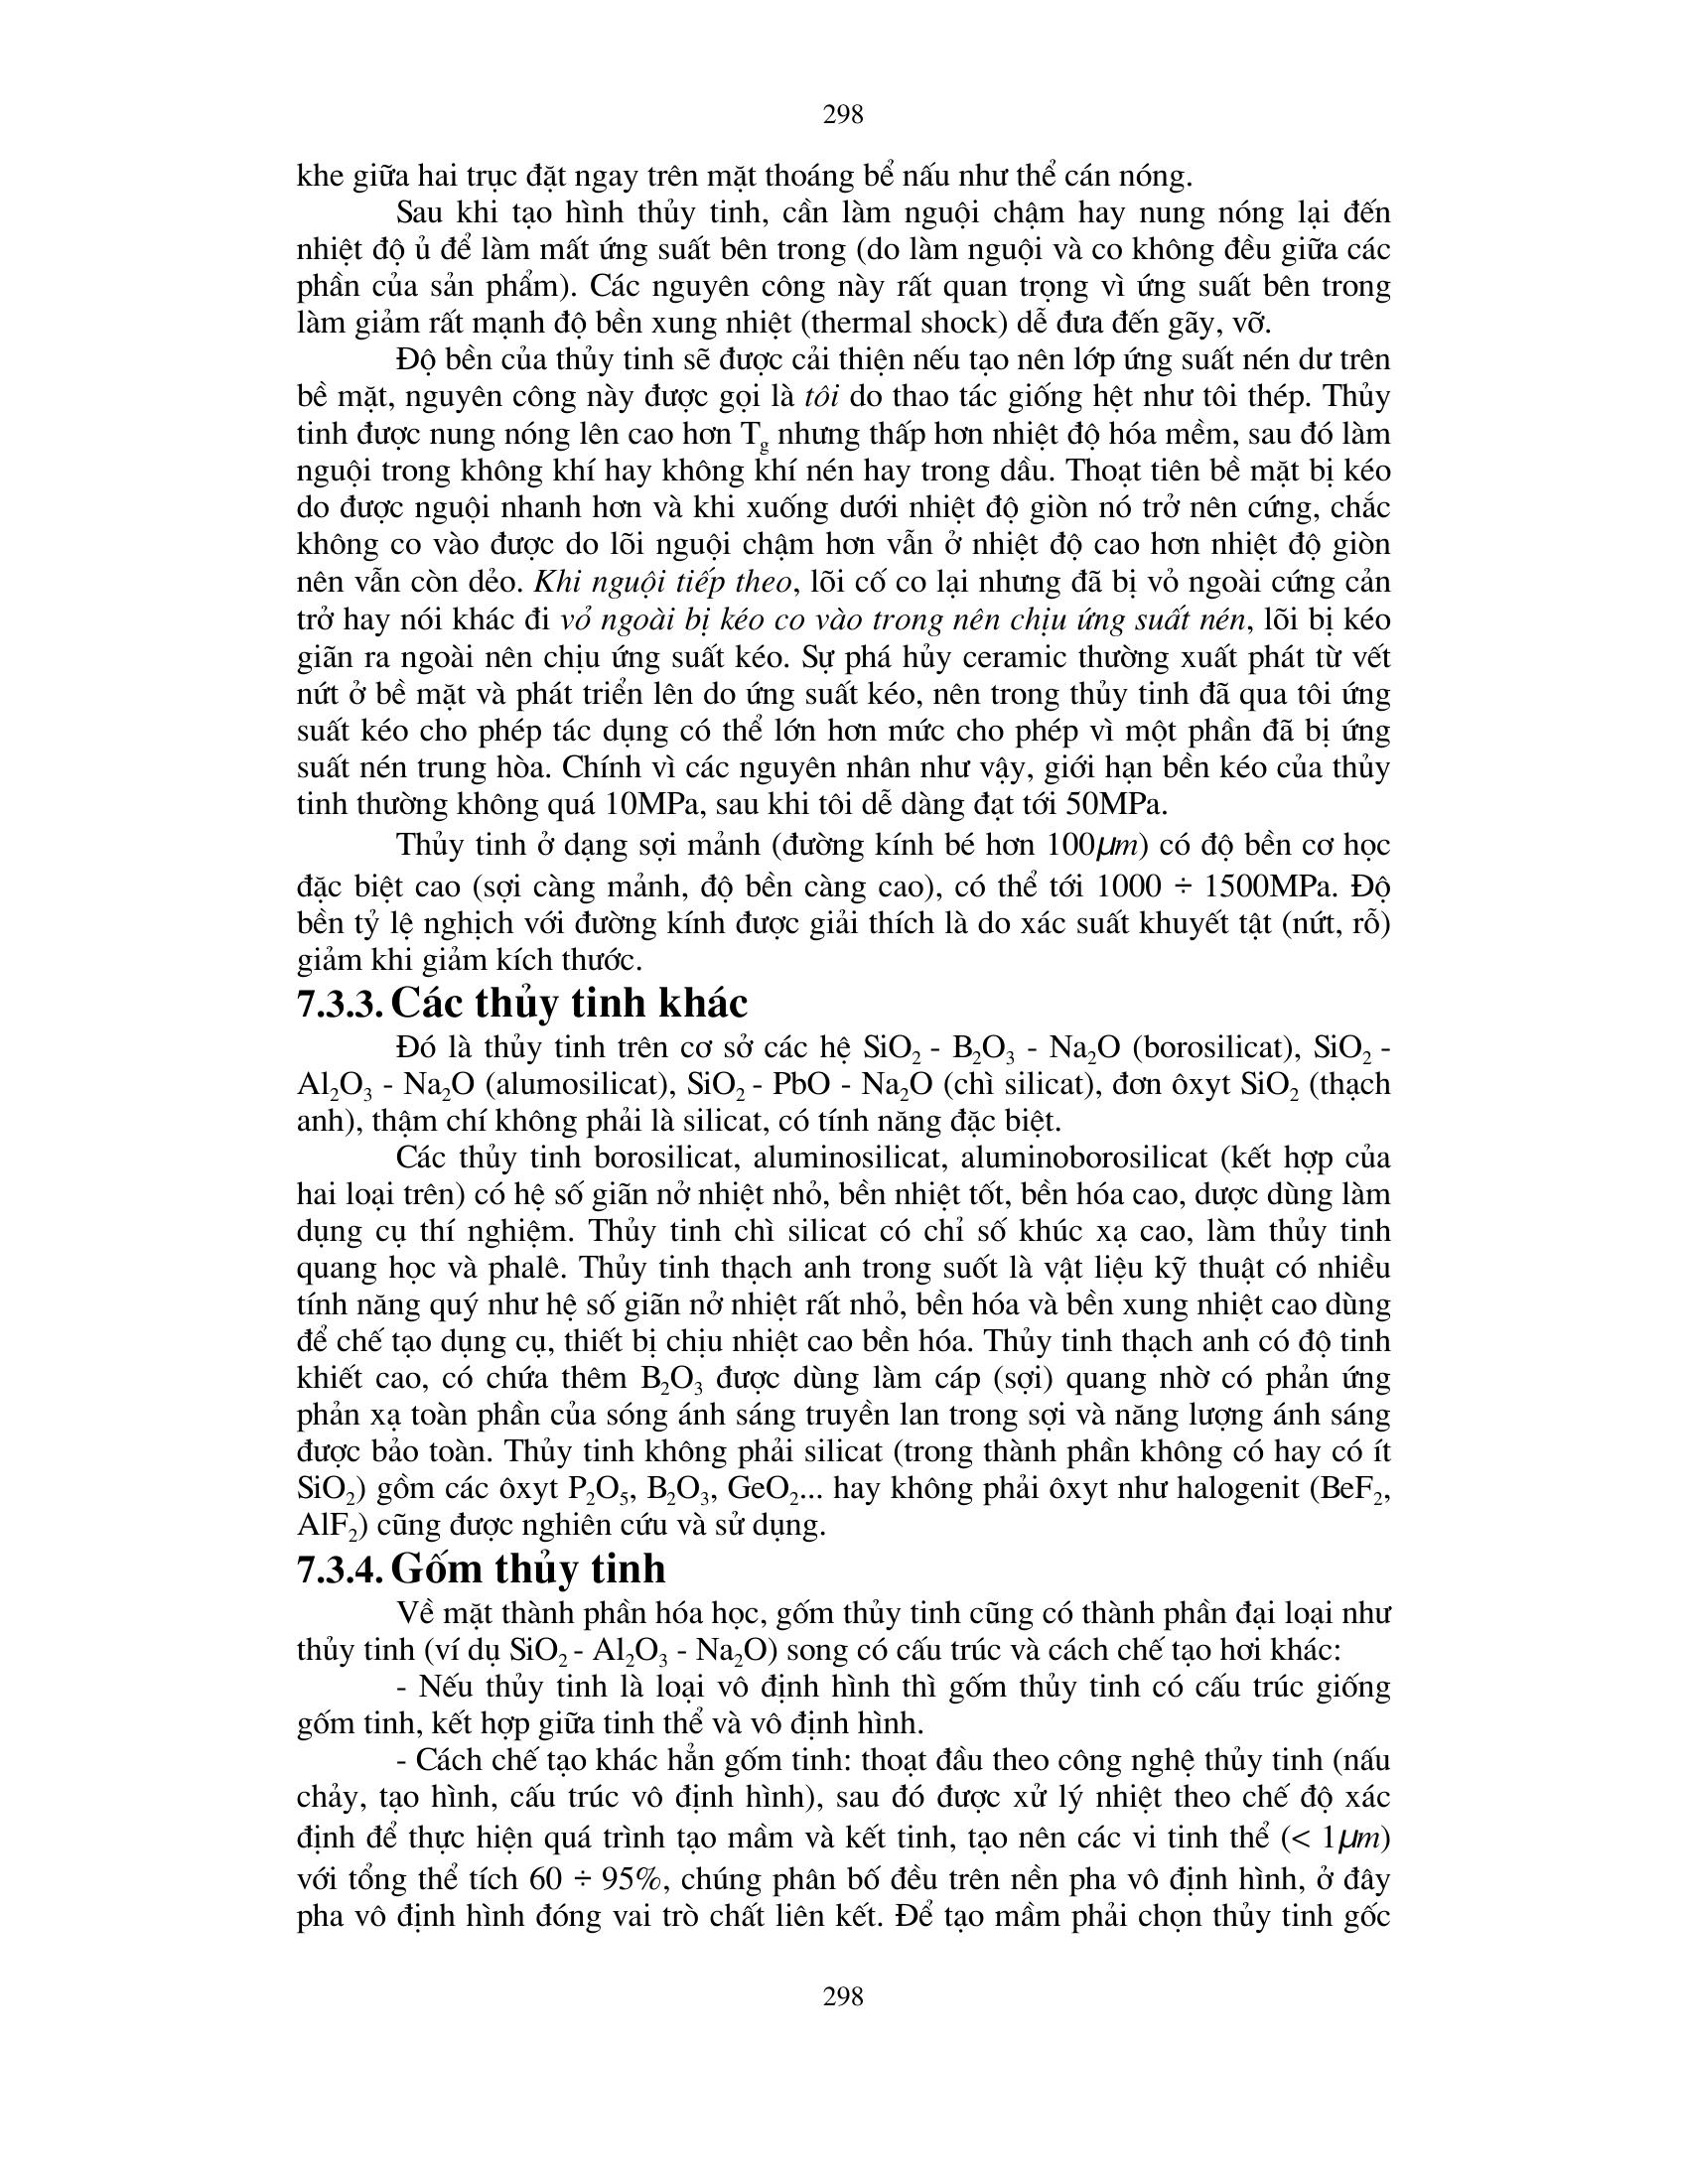 298
khe giữa hai trục đặt ngay trên mặt thoáng bể nấu như thể cán nóng.
Sau khi tạo hình thủy tinh, cần làm nguội chậm hay nung nóng lại đến
nhiệt độ ủ để làm mất ứng suất bên trong (do làm nguội và co không đều giữa các
phần của sản phẩm). Các nguyên công này rất quan trọng vì ứng suất bên trong
làm giảm rất mạnh độ bền xung nhiệt (thermal shock) dễ đưa đến gãy, vỡ.
Độ bền của thủy tinh sẽ được cải thiện nếu tạo nên lớp ứng suất nén dư trên
bề mặt, nguyên công này được gọi là tôi do thao tác giống hệt như tôi thép. Thủy
tinh được nung nóng lên cao hơn Tg nhưng thấp hơn nhiệt độ hóa mềm, sau đó làm
nguội trong không khí hay không khí nén hay trong dầu. Thoạt tiên bề mặt bị kéo
do được nguội nhanh hơn và khi xuống dưới nhiệt độ giòn nó trở nên cứng, chắc
không co vào được do lõi nguội chậm hơn vẫn ở nhiệt độ cao hơn nhiệt độ giòn
nên vẫn còn dẻo. Khi nguội tiếp theo, lõi cố co lại nhưng đã bị vỏ ngoài cứng cản
trở hay nói khác đi vỏ ngoài bị kéo co vào trong nên chịu ứng suất nén, lõi bị kéo
giãn ra ngoài nên chịu ứng suất kéo. Sự phá hủy ceramic thường xuất phát từ vết
nứt ở bề mặt và phát triển lên do ứng suất kéo, nên trong thủy tinh đã qua tôi ứng
suất kéo cho phép tác dụng có thể lớn hơn mức cho phép vì một phần đã bị ứng
suất nén trung hòa. Chính vì các nguyên nhân như vậy, giới hạn bền kéo của thủy
tinh thường không quá 10MPa, sau khi tôi dễ dàng đạt tới 50MPa.
Thủy tinh ở dạng sợi mảnh (đường kính bé hơn 100μm) có độ bền cơ học
đặc biệt cao (sợi càng mảnh, độ bền càng cao), có thể tới 1000 ÷ 1500MPa. Độ
bền tỷ lệ nghịch với đường kính được giải thích là do xác suất khuyết tật (nứt, rỗ)
giảm khi giảm kích thước.
7.3.3. Các thủy tinh khác
Đó là thủy tinh trên cơ sở các hệ SiO₂ - B₂O₃ - Na₂O (borosilicat), SiO₂ -
Al₂O₃ - Na₂O (alumosilicat), SiO₂ - PbO - Na₂O (chì silicat), đơn ôxyt SiO₂ (thạch
anh), thậm chí không phải là silicat, có tính năng đặc biệt.
Các thủy tinh borosilicat, aluminosilicat, aluminoborosilicat (kết hợp của
hai loại trên) có hệ số giãn nở nhiệt nhỏ, bền nhiệt tốt, bền hóa cao, dược dùng làm
dụng cụ thí nghiệm. Thủy tinh chì silicat có chỉ số khúc xạ cao, làm thủy tinh
quang học và phalê. Thủy tinh thạch anh trong suốt là vật liệu kỹ thuật có nhiều
tính năng quý như hệ số giãn nở nhiệt rất nhỏ, bền hóa và bền xung nhiệt cao dùng
để chế tạo dụng cụ, thiết bị chịu nhiệt cao bền hóa. Thủy tinh thạch anh có độ tinh
khiết cao, có chứa thêm B₂O₃ được dùng làm cáp (sợi) quang nhờ có phản ứng
phản xạ toàn phần của sóng ánh sáng truyền lan trong sợi và năng lượng ánh sáng
được bảo toàn. Thủy tinh không phải silicat (trong thành phần không có hay có ít
SiO₂) gồm các ôxyt P₂O₅, B₂O₃, GeO₂... hay không phải ôxyt như halogenit (BeF₂,
AlF₂) cũng được nghiên cứu và sử dụng.
7.3.4. Gốm thủy tinh
Về mặt thành phần hóa học, gốm thủy tinh cũng có thành phần đại loại như
thủy tinh (ví dụ SiO₂ - Al₂O₃ - Na₂O) song có cấu trúc và cách chế tạo hơi khác:
- Nếu thủy tinh là loại vô định hình thì gốm thủy tinh có cấu trúc giống
gốm tinh, kết hợp giữa tinh thể và vô định hình.
- Cách chế tạo khác hẳn gốm tinh: thoạt đầu theo công nghệ thủy tinh (nấu
chảy, tạo hình, cấu trúc vô định hình), sau đó được xử lý nhiệt theo chế độ xác
định để thực hiện quá trình tạo mầm và kết tinh, tạo nên các vi tinh thể (< 1μm)
với tổng thể tích 60 ÷ 95%, chúng phân bố đều trên nền pha vô định hình, ở đây
pha vô định hình đóng vai trò chất liên kết. Để tạo mầm phải chọn thủy tinh gốc
298